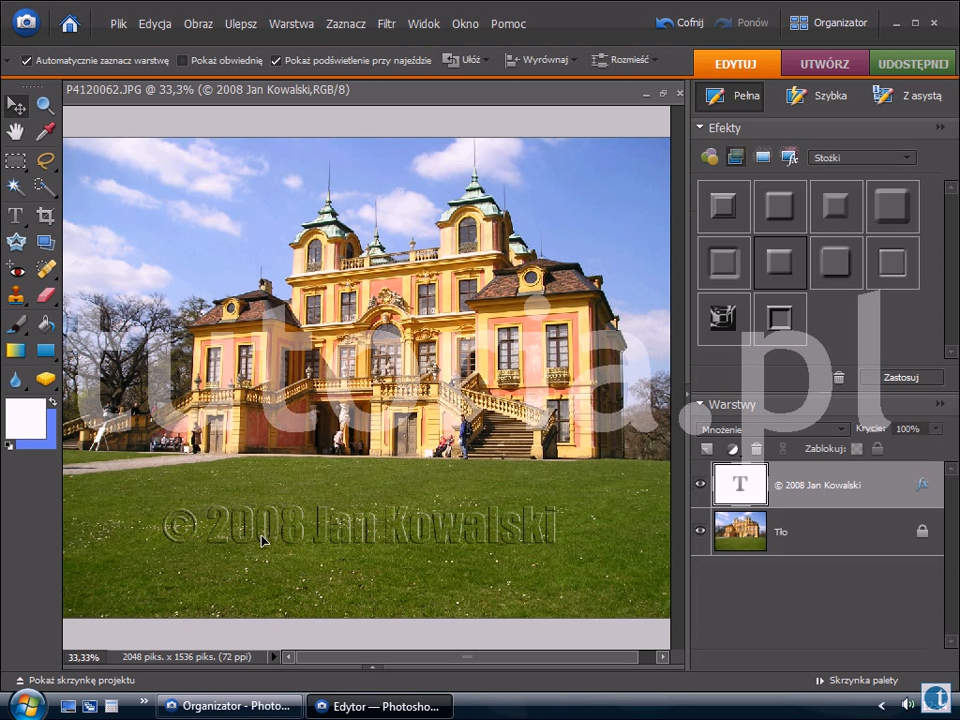 Plik Edycja Obraz Ulepsz Warstwa Zaznacz Filtr Widok Okno Pomoc Cofnij Ponów Organizator
Automatycznie zaznacz warstwę Pokaż obwiednię Pokaż podświetlenie przy najeździe Ułóż Wyrównaj Rozmieść EDYTUJ UTWÓRZ UDOSTĘPNIJ
P4120062.JPG @ 33,3% (© 2008 Jan Kowalski,RGB/8)
Pełna Szybka Z asystą
Efekty
Stożki
Zastosuj
tutoria.pl
Warstwy
Mnożenie Krycie: 100%
Zablokuj:
© 2008 Jan Kowalski fx
Tło
© 2008 Jan Kowalski
33,33% 2048 piks. x 1536 piks. (72 ppi)
Pokaż skrzynkę projektu Skrzynka palety
Organizator - Photo... Edytor — Photosho...